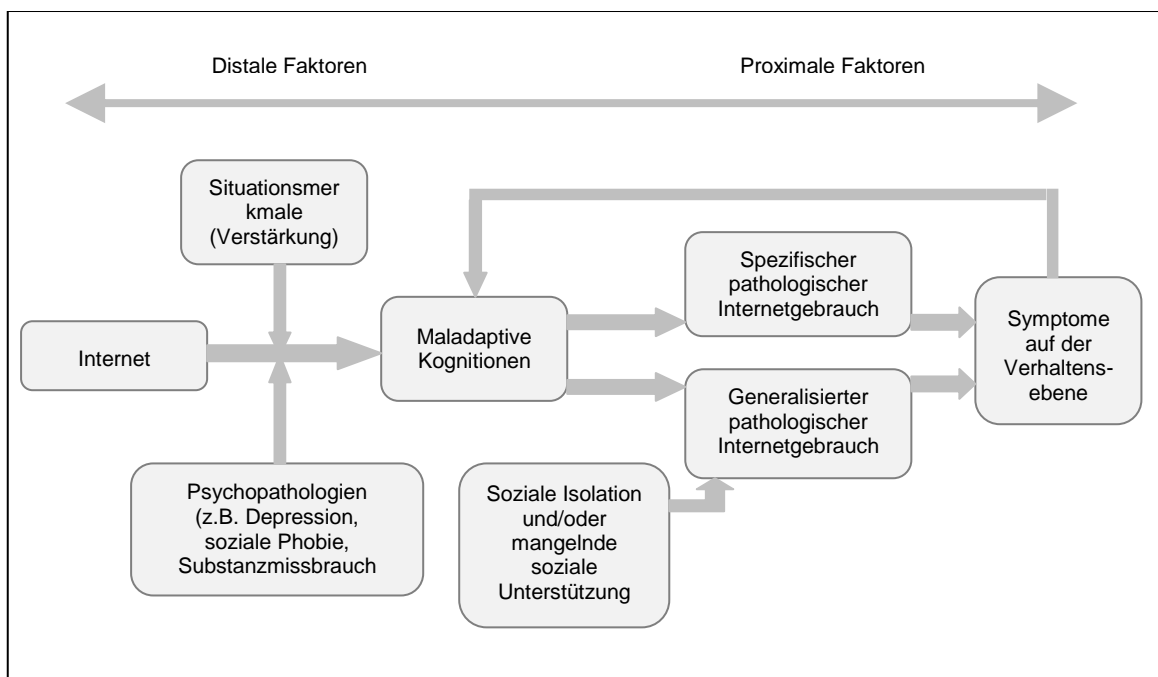 Distale Faktoren
Proximale Faktoren
Situationsmer
kmale
(Verstärkung)
Internet
Psychopathologien
(z.B. Depression,
soziale Phobie,
Substanzmissbrauch
Maladaptive
Kognitionen
Spezifischer
pathologischer
Internetgebrauch
Generalisierter
pathologischer
Internetgebrauch
Soziale Isolation
und/oder
mangelnde
soziale
Unterstützung
Symptome
auf der
Verhaltens-
ebene